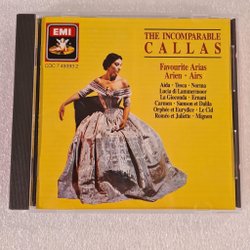 EMI
CDC 7 49005 2
THE INCOMPARABLE
CALLAS
Favourite Arias
Arien · Airs
Aida · Tosca · Norma
Lucia di Lammermoor
La Gioconda · Ernani
Carmen · Samson et Dalila
Orphée et Eurydice · Le Cid
Roméo et Juliette · Mignon